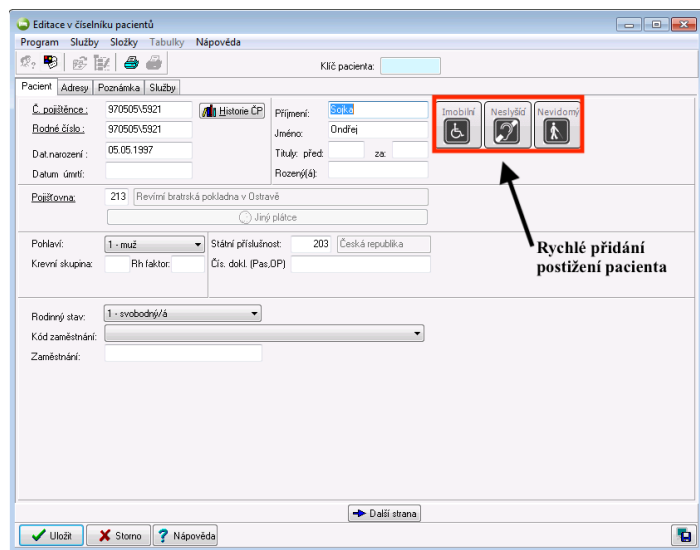 Editace v číselníku pacientů
Program Služby Složky Tabulky Nápověda
Klíč pacienta:
Pacient Adresy Poznámka Služby
Č. pojištěnce : 970505\5921 Historie ČP Příjmení: Sojka
Imobilní Neslyšící Nevidomý
Rodné číslo : 970505\5921 Jméno: Ondřej
Dat.narození : 05.05.1997 Tituly: před: za:
Datum úmrtí: Rozený(á):
Pojišťovna: 213 Revírní bratrská pokladna v Ostravě
Jiný plátce
Pohlaví: 1 - muž Státní příslušnost: 203 Česká republika
Krevní skupina: Rh faktor: Čís. dokl. (Pas,OP)
Rychlé přidání
postižení pacienta
Rodinný stav: 1 - svobodný/á
Kód zaměstnání:
Zaměstnání:
Další strana
Uložit Storno Nápověda